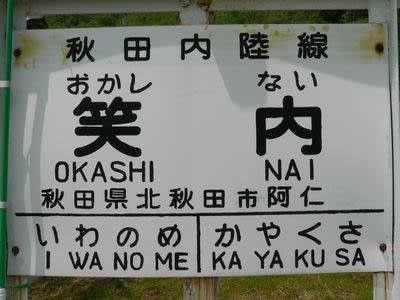 秋田内陸線
おかし ない
笑 内
OKASHI NAI
秋田県北秋田市阿仁
いわのめ かやくさ
I WA NO ME KA YA KU SA